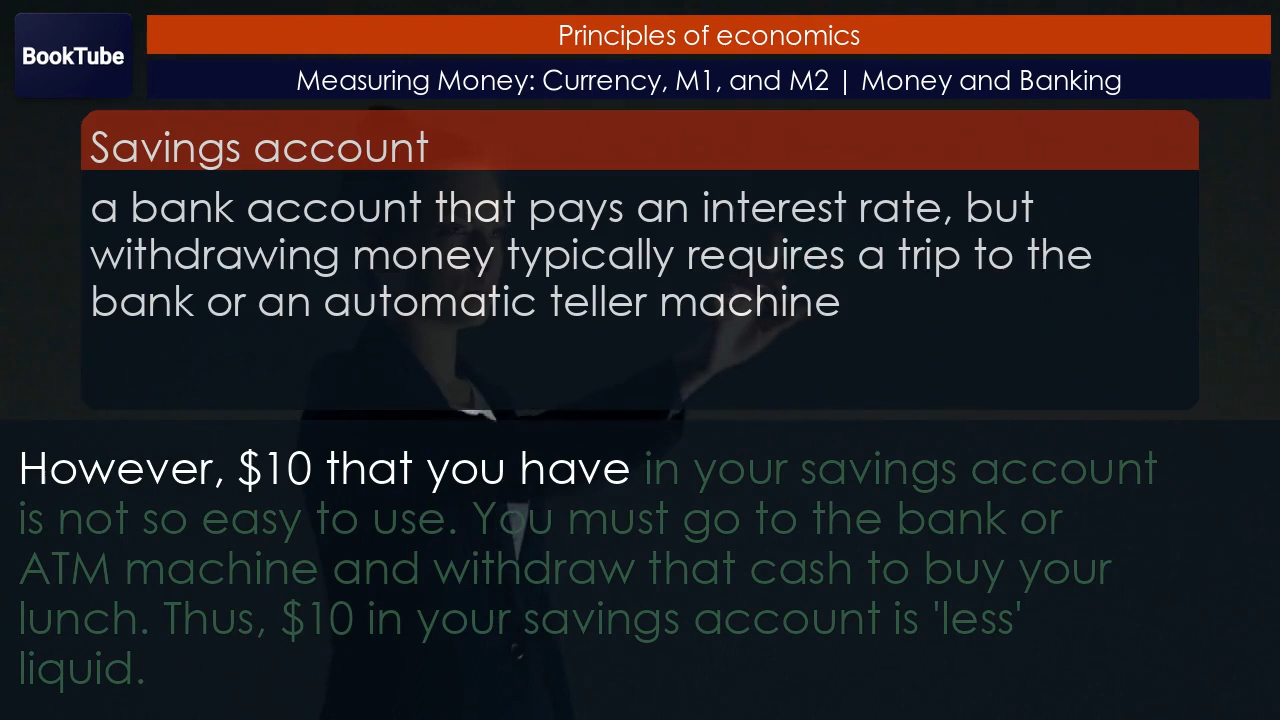 BookTube
Principles of economics
Measuring Money: Currency, M1, and M2 | Money and Banking
Savings account
a bank account that pays an interest rate, but
withdrawing money typically requires a trip to the
bank or an automatic teller machine
However, $10 that you have in your savings account
is not so easy to use. You must go to the bank or
ATM machine and withdraw that cash to buy your
lunch. Thus, $10 in your savings account is 'less'
liquid.